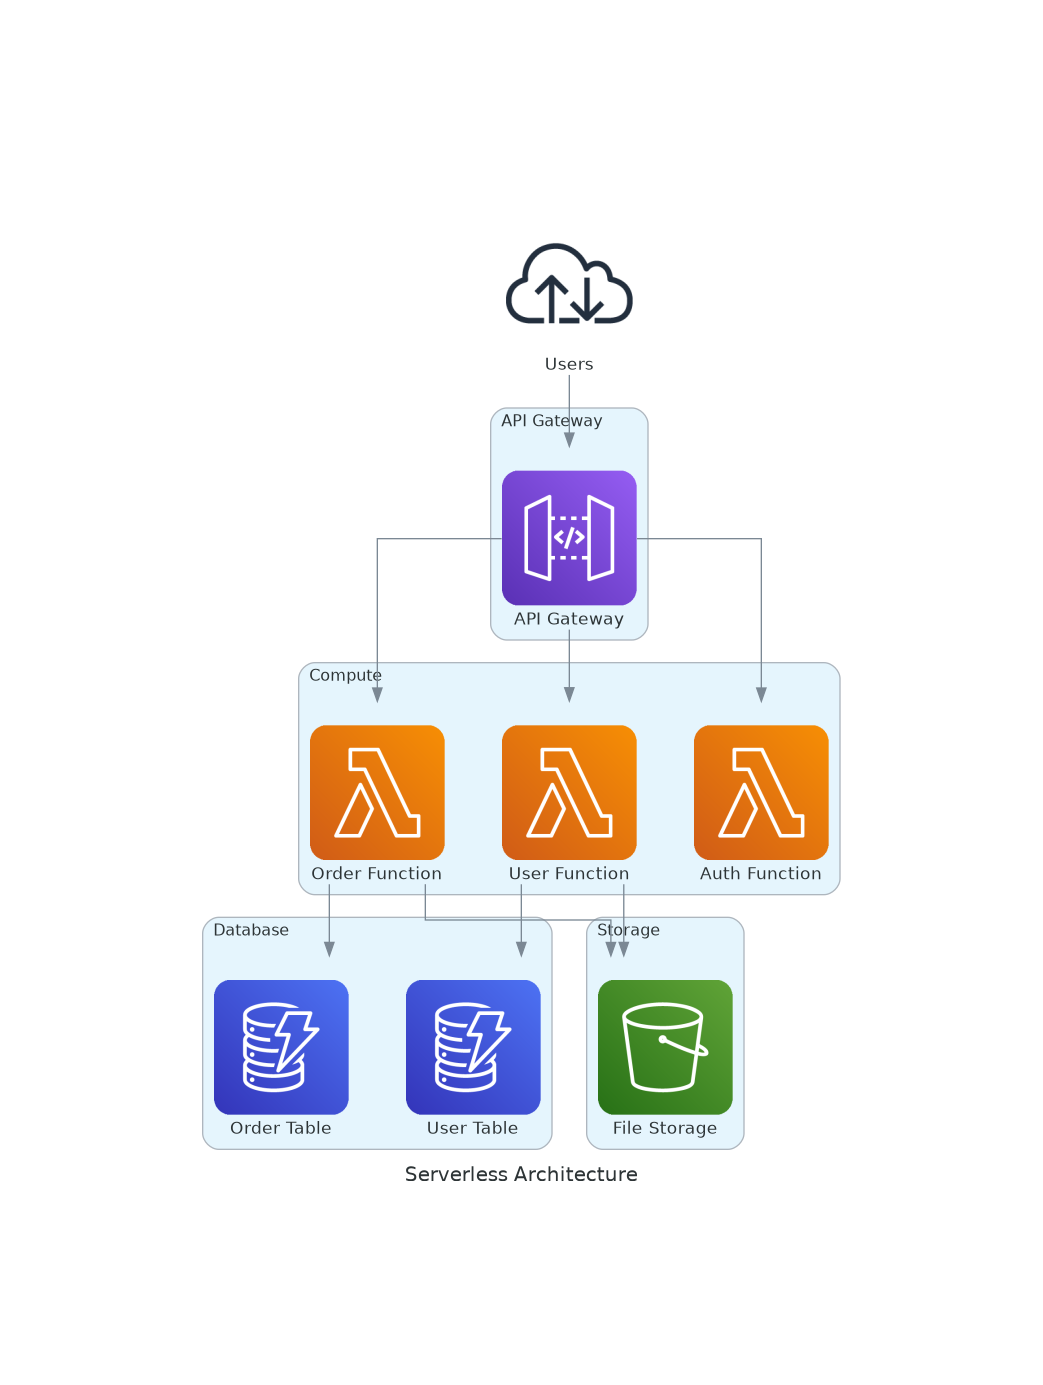 Users
API Gateway
</>
API Gateway
Compute
Order Function
User Function
Auth Function
Database
Storage
Order Table
User Table
File Storage
Serverless Architecture